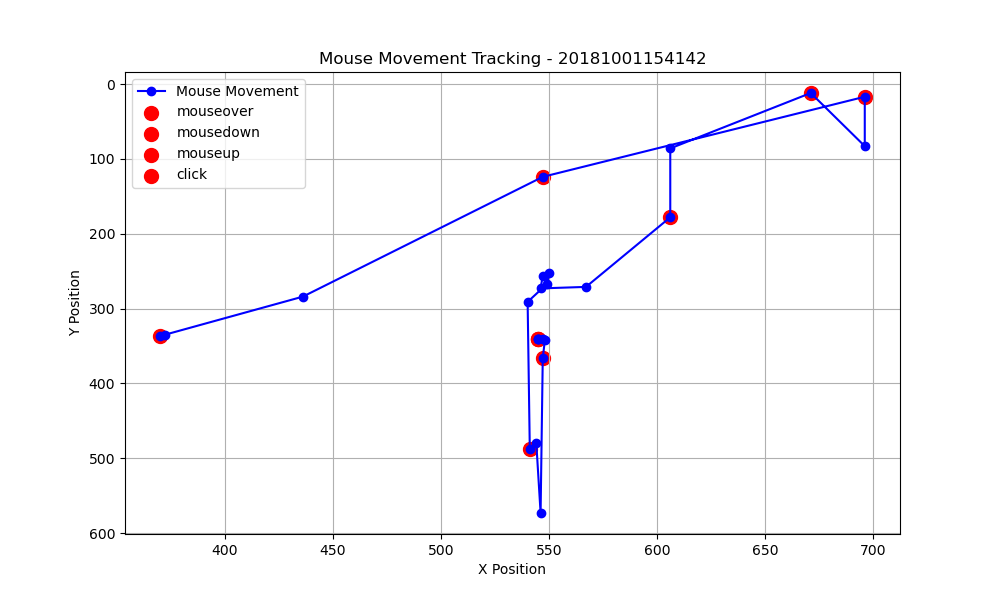 Mouse Movement Tracking - 20181001154142
Mouse Movement
mouseover
mousedown
mouseup
click
Y Position
0
100
200
300
400
500
600
400
450
500
550
600
650
700
X Position